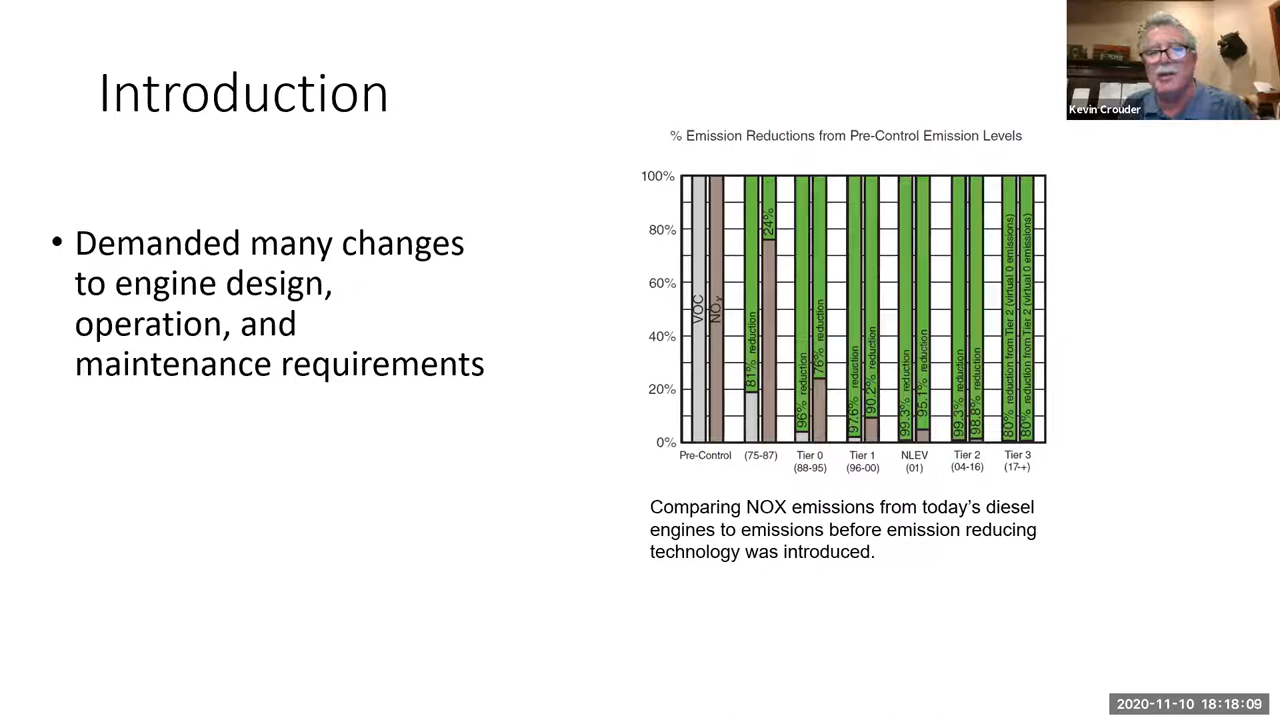 Introduction
Kevin Crouder
• Demanded many changes
to engine design,
operation, and
maintenance requirements
% Emission Reductions from Pre-Control Emission Levels
100%
80%
60%
40%
20%
0%
VOC
NOx
81% reduction
24%
96% reduction
76% reduction
97.6% reduction
90.2% reduction
99.3% reduction
95.1% reduction
99.3% reduction
98.8% reduction
80% reduction from Tier 2 (virtual 0 emissions)
80% reduction from Tier 2 (virtual 0 emissions)
Pre-Control
(75-87)
Tier 0
(88-95)
Tier 1
(96-00)
NLEV
(01)
Tier 2
(04-16)
Tier 3
(17-+)
Comparing NOX emissions from today’s diesel
engines to emissions before emission reducing
technology was introduced.
2020-11-10 18:18:09